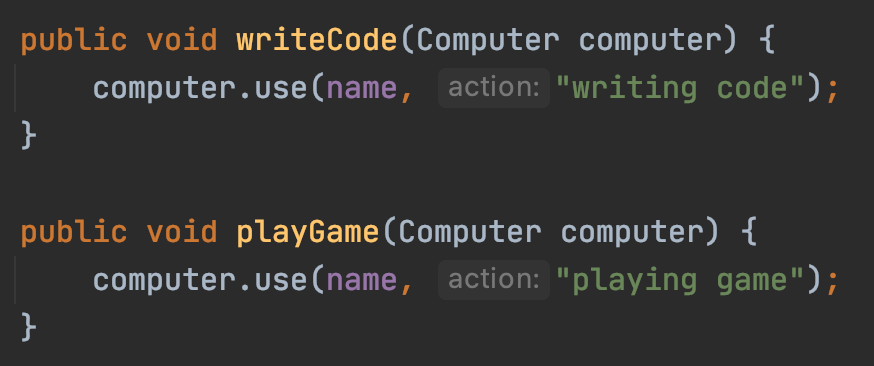 public void writeCode(Computer computer) {
    computer.use(name, action: "writing code");
}

public void playGame(Computer computer) {
    computer.use(name, action: "playing game");
}